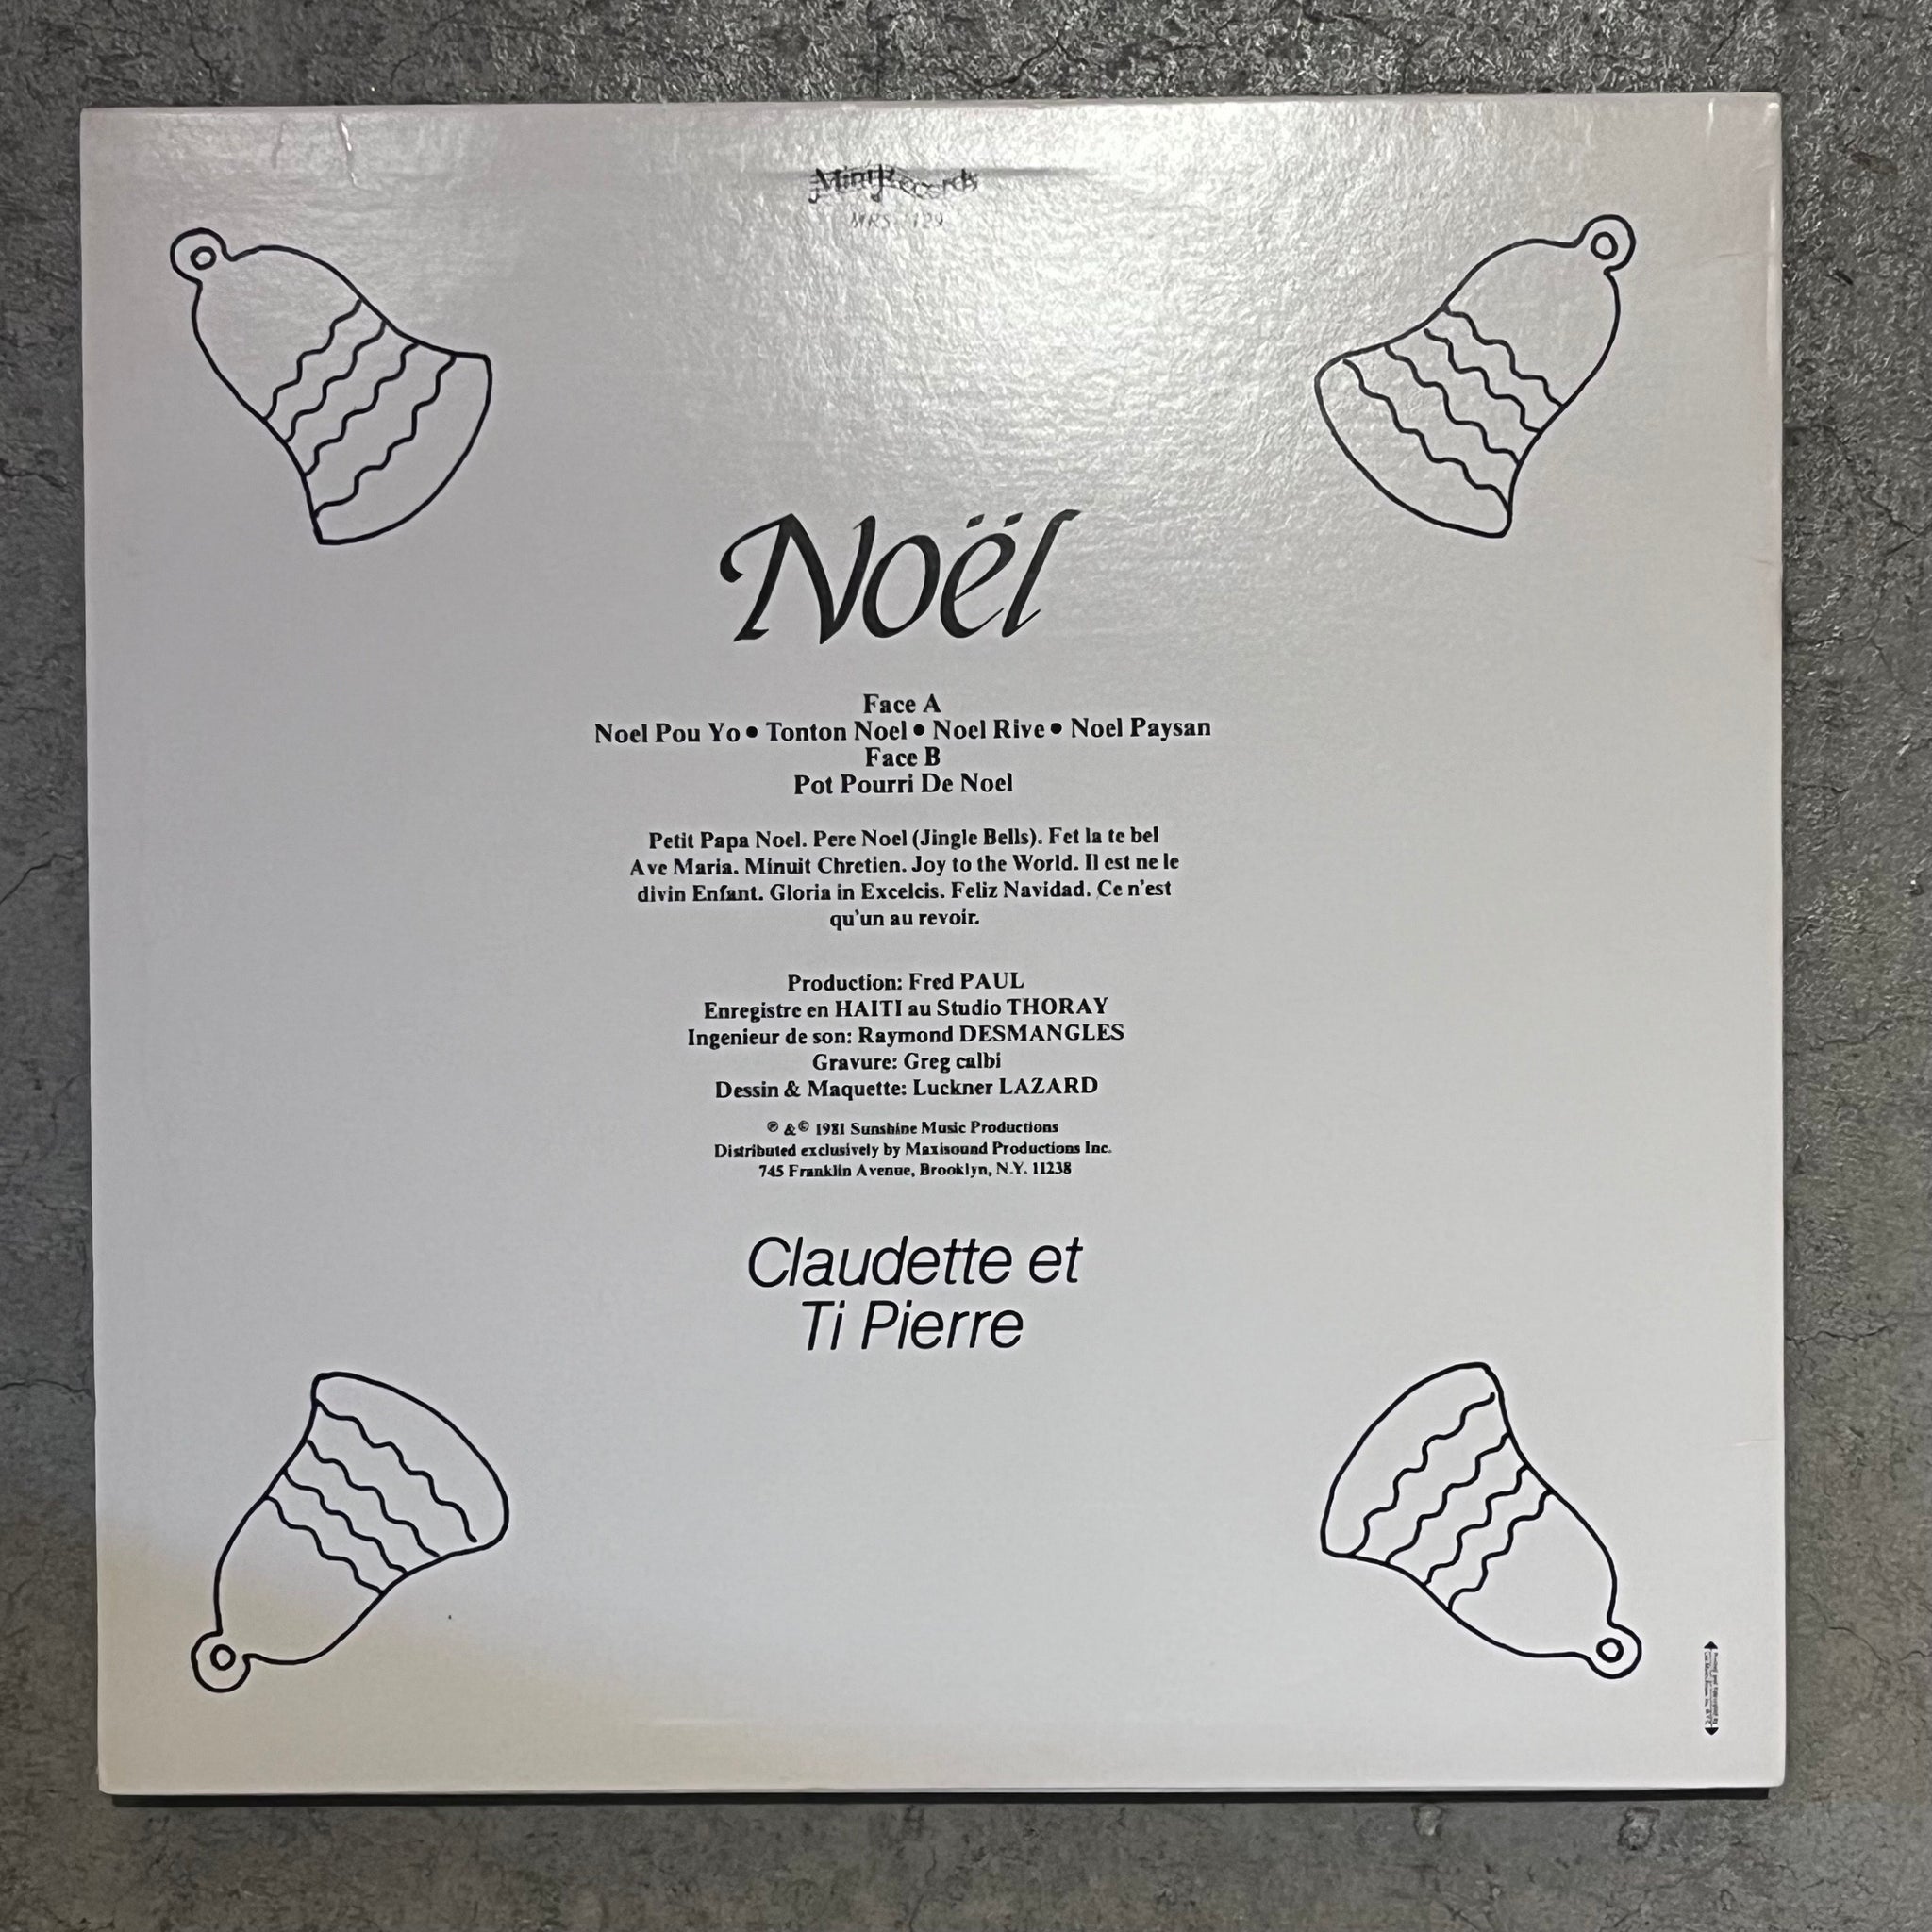 Mini Records
MRS 129
Noël
Face A
Noel Pou Yo • Tonton Noel • Noel Rive • Noel Paysan
Face B
Pot Pourri De Noel
Petit Papa Noel. Pere Noel (Jingle Bells). Fet la te bel
Ave Maria. Minuit Chretien. Joy to the World. Il est ne le
divin Enfant. Gloria in Excelcis. Feliz Navidad. Ce n'est
qu'un au revoir.
Production: Fred PAUL
Enregistre en HAITI au Studio THORAY
Ingenieur de son: Raymond DESMANGLES
Gravure: Greg calbi
Dessin & Maquette: Luckner LAZARD
℗ & © 1981 Sunshine Music Productions
Distributed exclusively by Maxisound Productions Inc.
745 Franklin Avenue, Brooklyn, N.Y. 11238
Claudette et
Ti Pierre